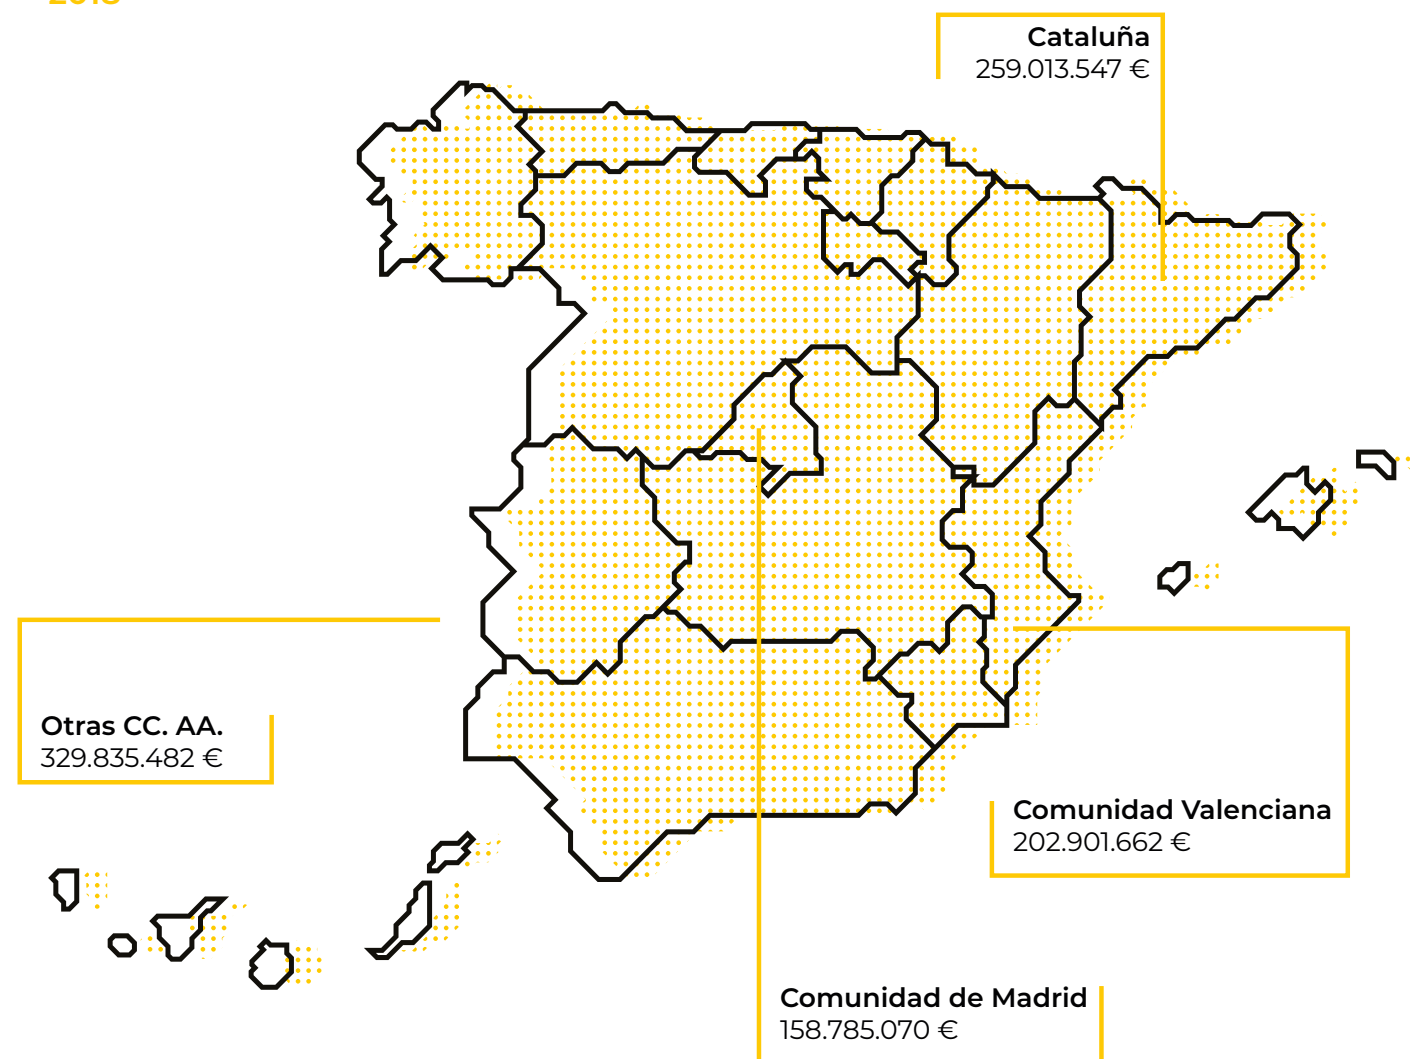 Cataluña
259.013.547 €
Otras CC. AA.
329.835.482 €
Comunidad Valenciana
202.901.662 €
Comunidad de Madrid
158.785.070 €